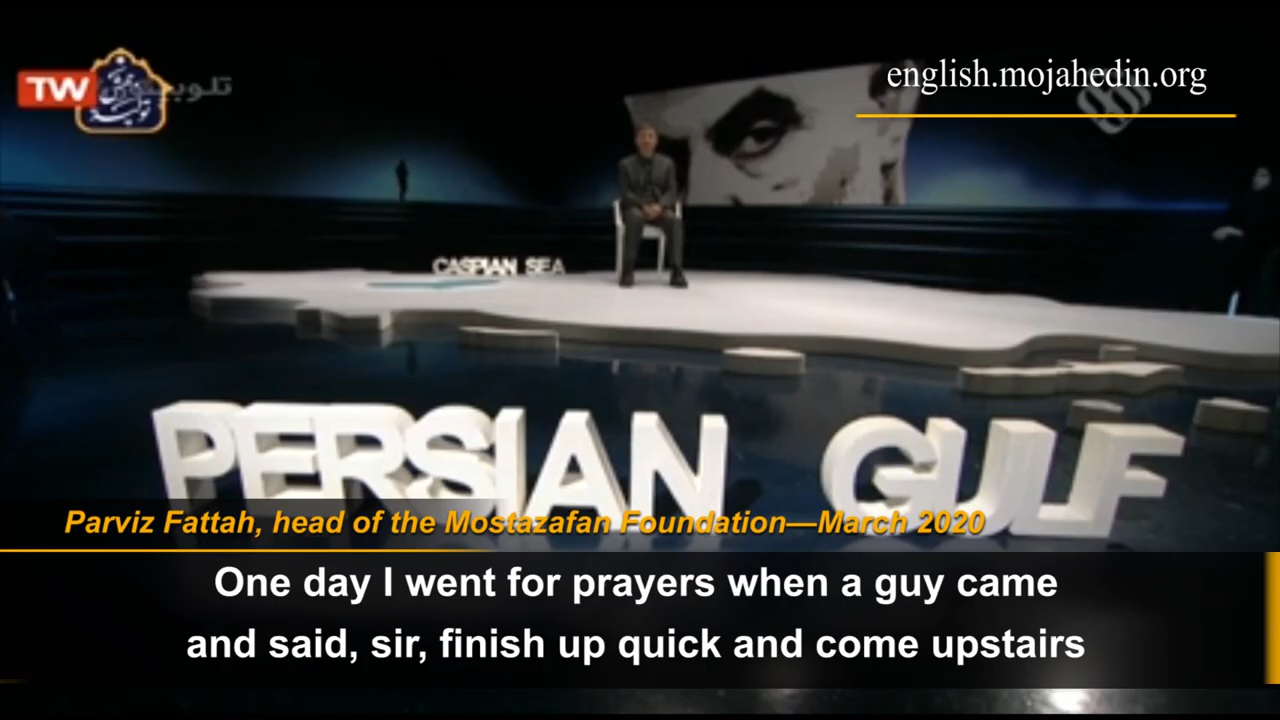 TW
تلوبیون
english.mojahedin.org
CASPIAN SEA
PERSIAN GULF
Parviz Fattah, head of the Mostazafan Foundation—March 2020
One day I went for prayers when a guy came
and said, sir, finish up quick and come upstairs